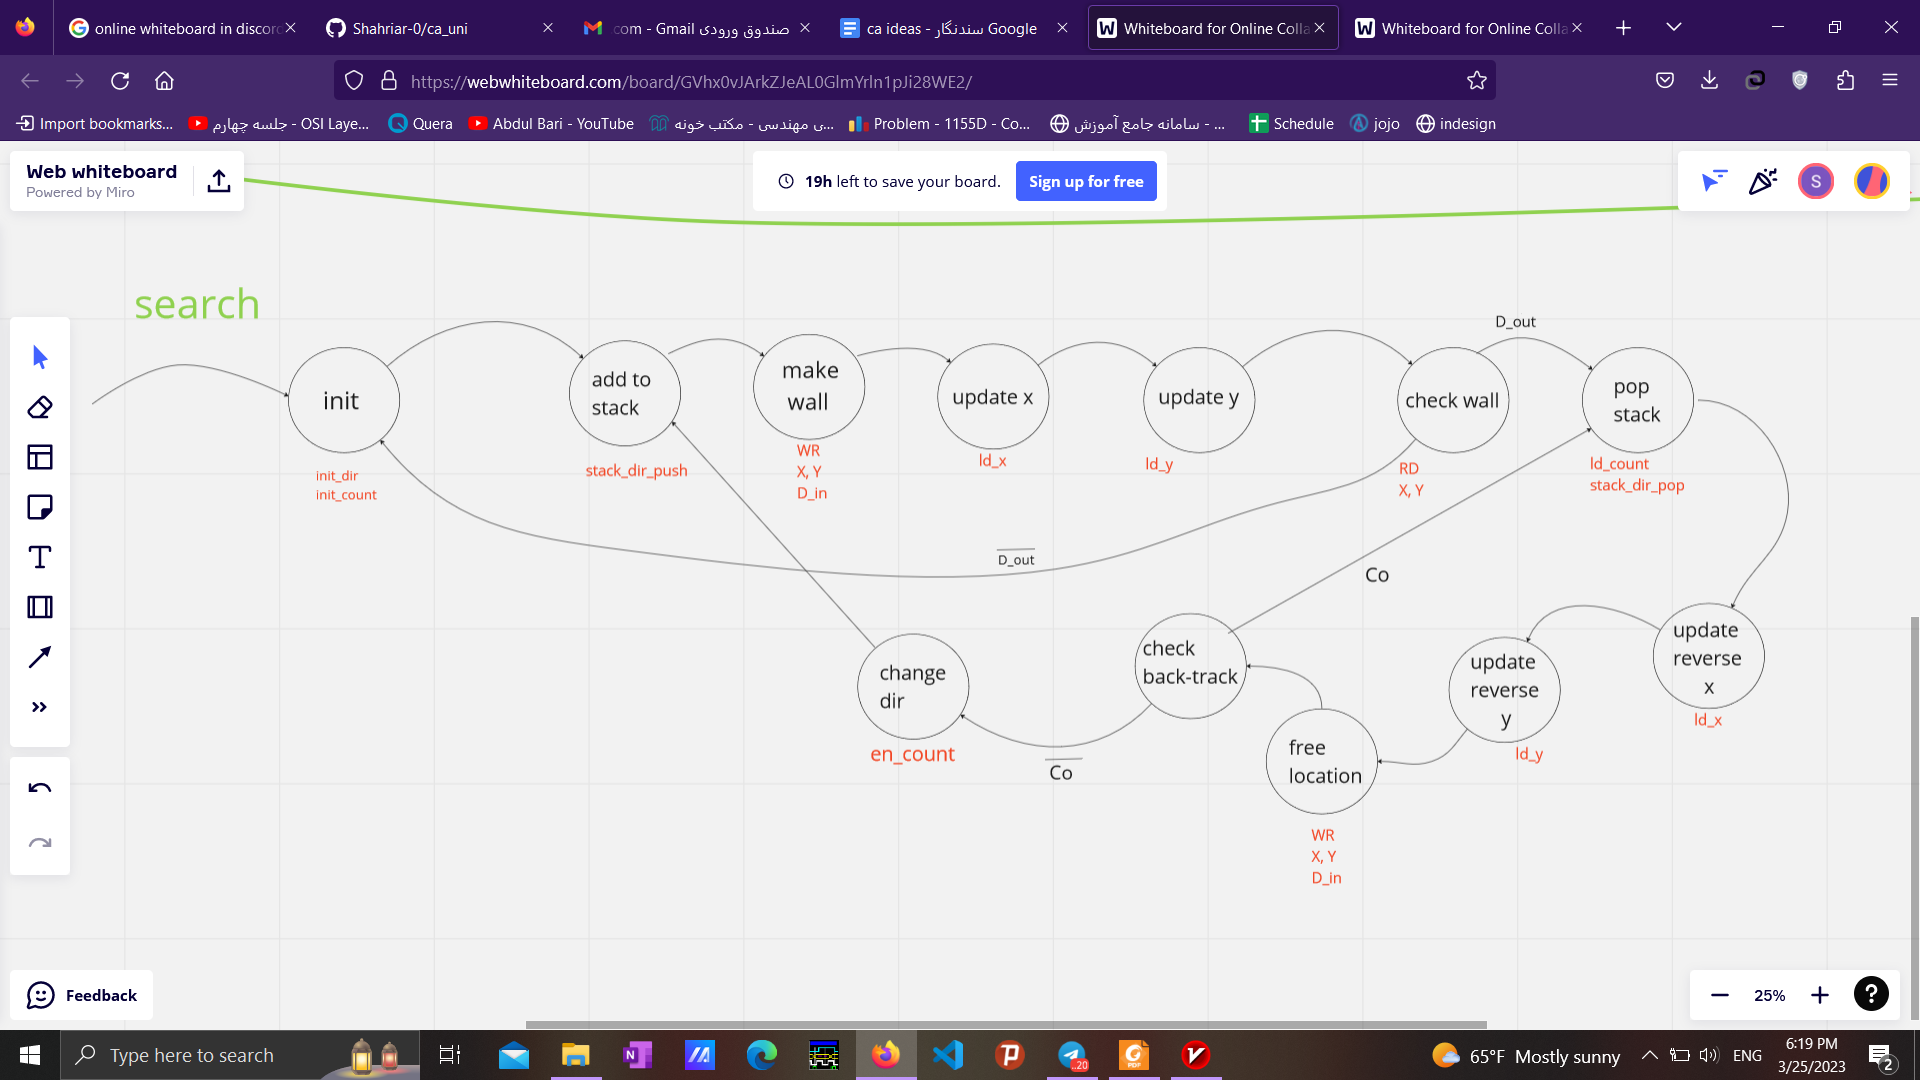 online whiteboard in discord
Shahriar-0/ca_uni
صندوق ورودی com - Gmail
ca ideas - سندنگار Google
Whiteboard for Online Colla
Whiteboard for Online Colla
https://webwhiteboard.com/board/GVhx0vJArkZJeAL0GlmYrln1pJi28WE2/
Import bookmarks...
جلسه چهارم - OSI Laye...
Quera
Abdul Bari - YouTube
ی مهندسی - مکتب خونه...
Problem - 1155D - Co...
سامانه جامع آموزش - ...
Schedule
jojo
indesign
Web whiteboard
Powered by Miro
19h left to save your board.
Sign up for free
S
search
D_out
init
add to
stack
make
wall
update x
update y
check wall
pop
stack
init_dir
init_count
stack_dir_push
WR
X, Y
D_in
ld_x
ld_y
RD
X, Y
ld_count
stack_dir_pop
D_out
Co
change
dir
en_count
check
back-track
Co
free
location
WR
X, Y
D_in
update
reverse
y
ld_y
update
reverse
x
ld_x
Feedback
25%
?
Type here to search
..20
PDF
65°F Mostly sunny
ENG
6:19 PM
3/25/2023
2